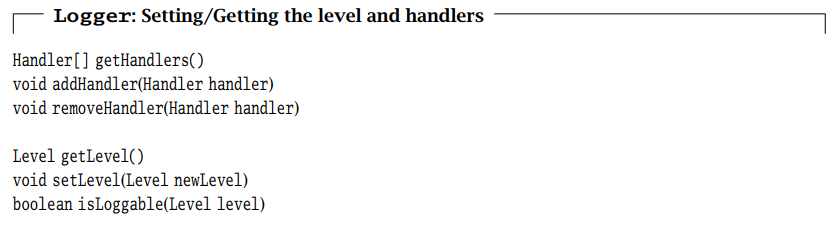 Logger: Setting/Getting the level and handlers
Handler[] getHandlers()
void addHandler(Handler handler)
void removeHandler(Handler handler)
Level getLevel()
void setLevel(Level newLevel)
boolean isLoggable(Level level)